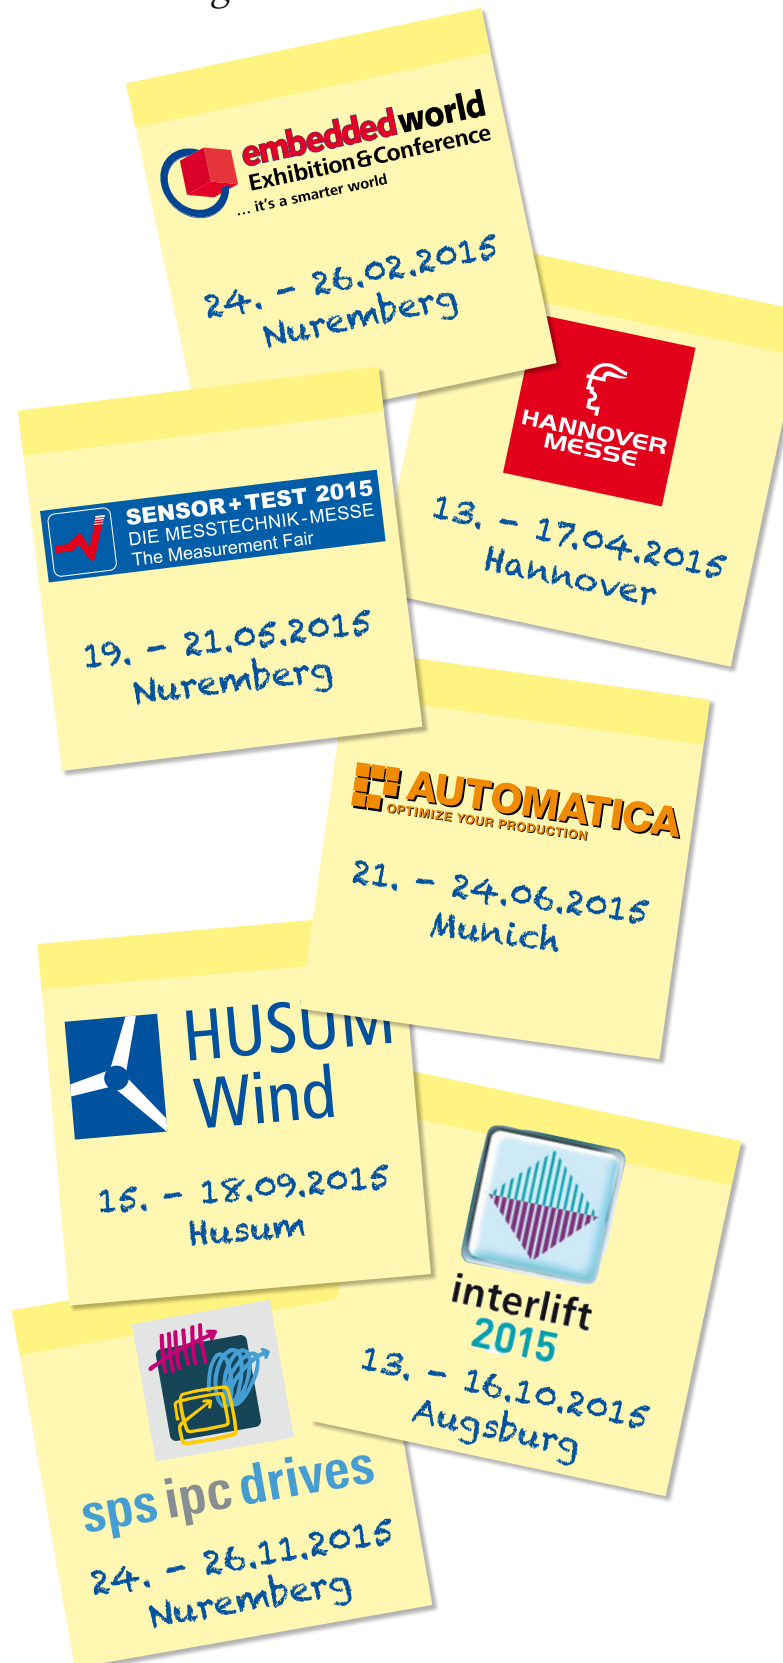 embedded world
Exhibition & Conference
... it's a smarter world
24. – 26.02.2015
Nuremberg
HANNOVER
MESSE
13. – 17.04.2015
Hannover
SENSOR + TEST 2015
DIE MESSTECHNIK - MESSE
The Measurement Fair
19. – 21.05.2015
Nuremberg
AUTOMATICA
OPTIMIZE YOUR PRODUCTION
21. – 24.06.2015
Munich
HUSUM
Wind
15. – 18.09.2015
Husum
interlift
2015
13. – 16.10.2015
Augsburg
sps ipc drives
24. – 26.11.2015
Nuremberg